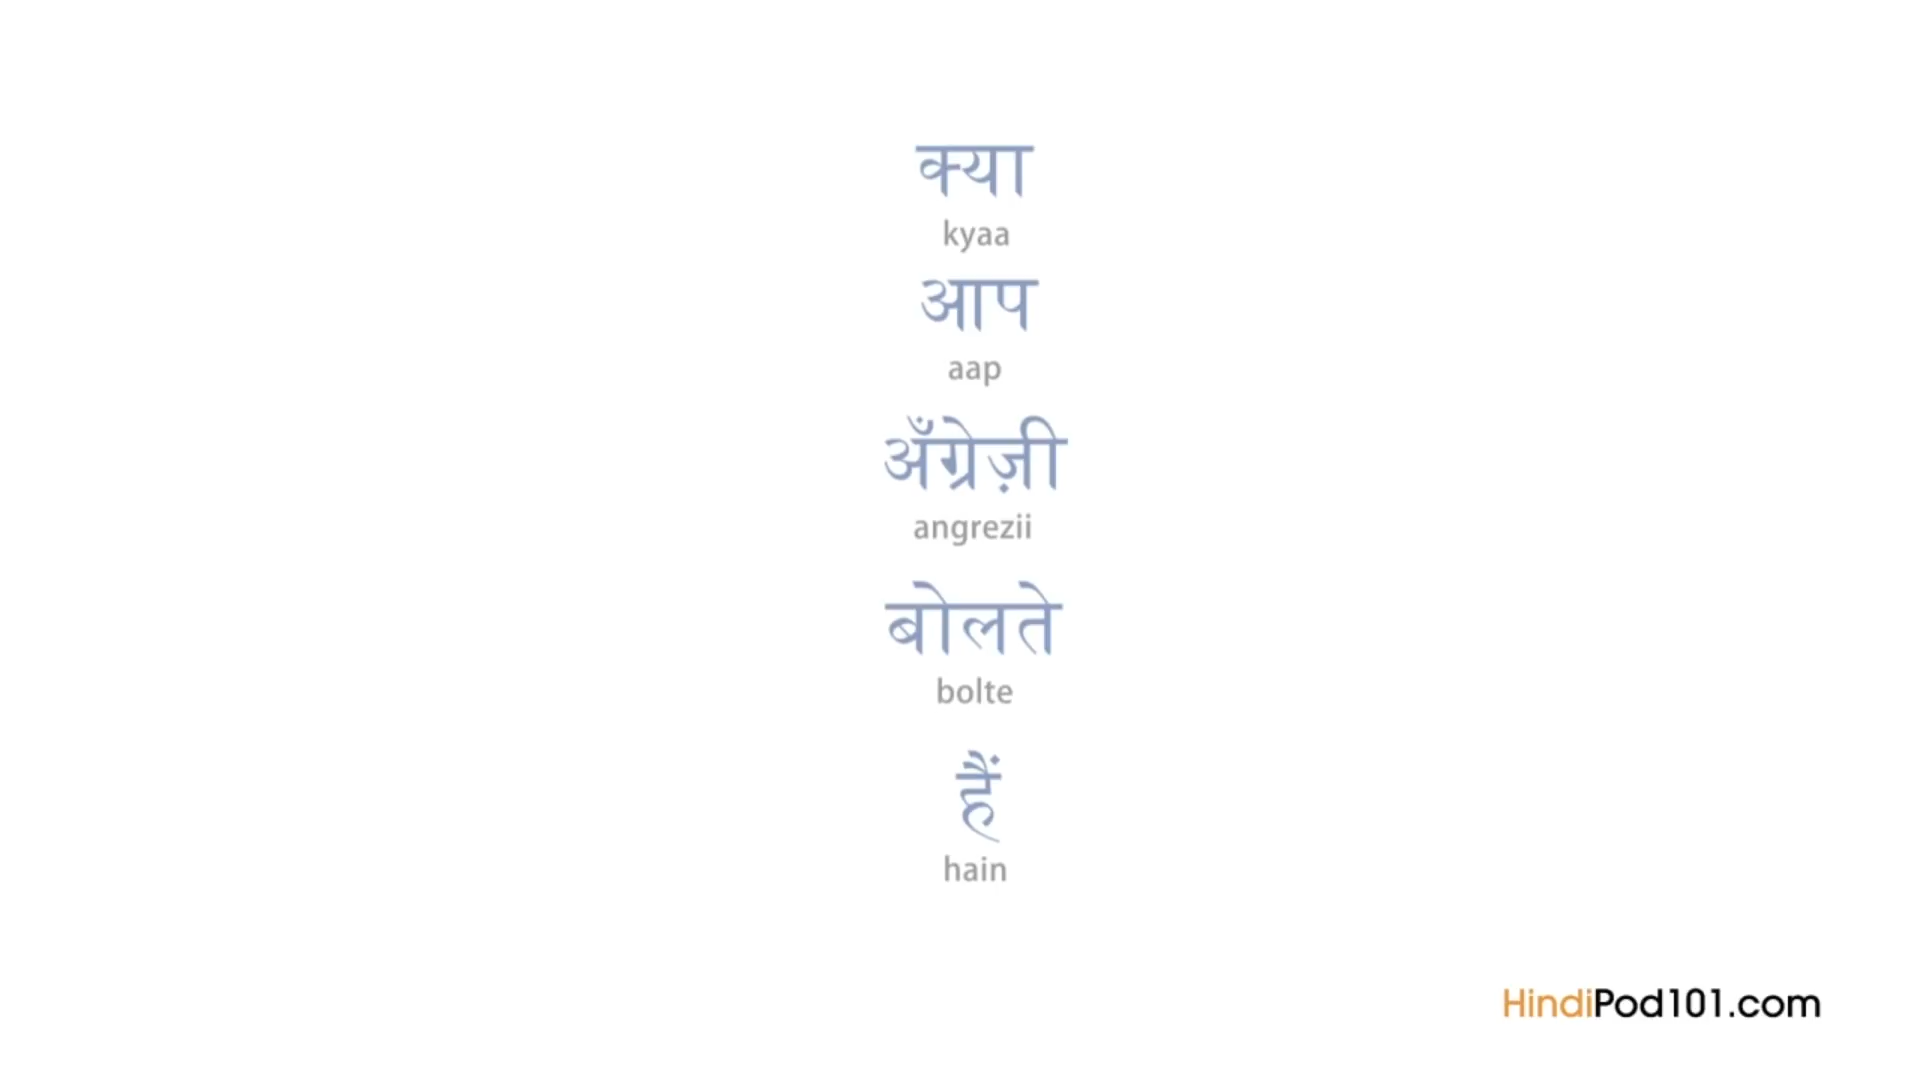 क्या
kyaa
आप
aap
अँग्रेज़ी
angrezii
बोलते
bolte
हैं
hain
HindiPod101.com